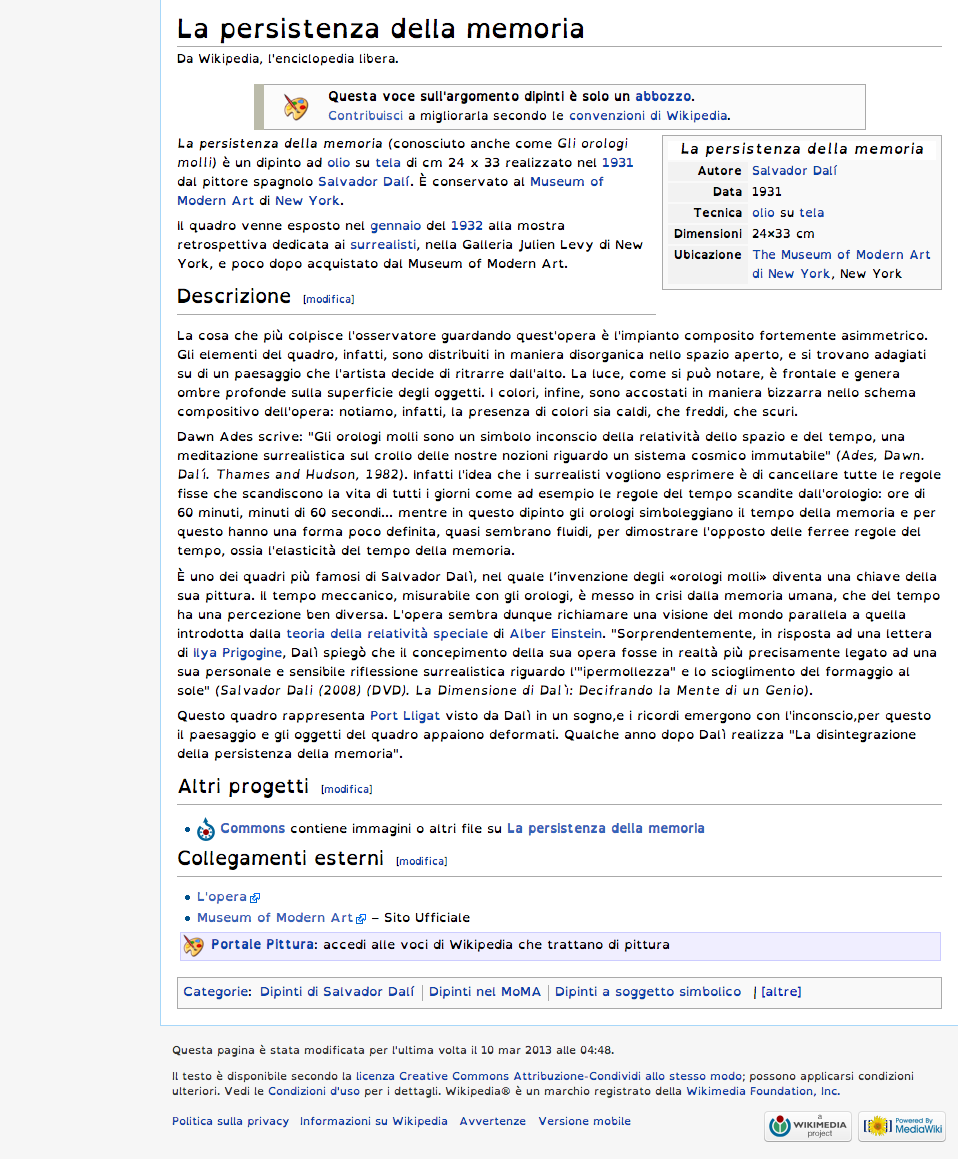 La persistenza della memoria
Da Wikipedia, l'enciclopedia libera.
Questa voce sull'argomento dipinti è solo un abbozzo.
Contribuisci a migliorarla secondo le convenzioni di Wikipedia.
La persistenza della memoria (conosciuto anche come Gli orologi
molli) è un dipinto ad olio su tela di cm 24 x 33 realizzato nel 1931
dal pittore spagnolo Salvador Dalí. È conservato al Museum of
Modern Art di New York.
Il quadro venne esposto nel gennaio del 1932 alla mostra
retrospettiva dedicata ai surrealisti, nella Galleria Julien Levy di New
York, e poco dopo acquistato dal Museum of Modern Art.
La persistenza della memoria
Autore Salvador Dalí
Data 1931
Tecnica olio su tela
Dimensioni 24×33 cm
Ubicazione The Museum of Modern Art
di New York, New York
Descrizione [modifica]
La cosa che più colpisce l'osservatore guardando quest'opera è l'impianto composito fortemente asimmetrico.
Gli elementi del quadro, infatti, sono distribuiti in maniera disorganica nello spazio aperto, e si trovano adagiati
su di un paesaggio che l'artista decide di ritrarre dall'alto. La luce, come si può notare, è frontale e genera
ombre profonde sulla superficie degli oggetti. I colori, infine, sono accostati in maniera bizzarra nello schema
compositivo dell'opera: notiamo, infatti, la presenza di colori sia caldi, che freddi, che scuri.
Dawn Ades scrive: "Gli orologi molli sono un simbolo inconscio della relatività dello spazio e del tempo, una
meditazione surrealistica sul crollo delle nostre nozioni riguardo un sistema cosmico immutabile" (Ades, Dawn.
Dalí. Thames and Hudson, 1982). Infatti l'idea che i surrealisti vogliono esprimere è di cancellare tutte le regole
fisse che scandiscono la vita di tutti i giorni come ad esempio le regole del tempo scandite dall'orologio: ore di
60 minuti, minuti di 60 secondi... mentre in questo dipinto gli orologi simboleggiano il tempo della memoria e per
questo hanno una forma poco definita, quasi sembrano fluidi, per dimostrare l'opposto delle ferree regole del
tempo, ossia l'elasticità del tempo della memoria.
È uno dei quadri più famosi di Salvador Dalì, nel quale l’invenzione degli «orologi molli» diventa una chiave della
sua pittura. Il tempo meccanico, misurabile con gli orologi, è messo in crisi dalla memoria umana, che del tempo
ha una percezione ben diversa. L'opera sembra dunque richiamare una visione del mondo parallela a quella
introdotta dalla teoria della relatività speciale di Alber Einstein. "Sorprendentemente, in risposta ad una lettera
di Ilya Prigogine, Dalì spiegò che il concepimento della sua opera fosse in realtà più precisamente legato ad una
sua personale e sensibile riflessione surrealistica riguardo l'"ipermollezza" e lo scioglimento del formaggio al
sole" (Salvador Dali (2008) (DVD). La Dimensione di Dalì: Decifrando la Mente di un Genio).
Questo quadro rappresenta Port Lligat visto da Dalì in un sogno,e i ricordi emergono con l'inconscio,per questo
il paesaggio e gli oggetti del quadro appaiono deformati. Qualche anno dopo Dalì realizza "La disintegrazione
della persistenza della memoria".
Altri progetti [modifica]
Commons contiene immagini o altri file su La persistenza della memoria
Collegamenti esterni [modifica]
L'opera
Museum of Modern Art – Sito Ufficiale
Portale Pittura: accedi alle voci di Wikipedia che trattano di pittura
Categorie: Dipinti di Salvador Dalí | Dipinti nel MoMA | Dipinti a soggetto simbolico | [altre]
Questa pagina è stata modificata per l'ultima volta il 10 mar 2013 alle 04:48.
Il testo è disponibile secondo la licenza Creative Commons Attribuzione-Condividi allo stesso modo; possono applicarsi condizioni
ulteriori. Vedi le Condizioni d'uso per i dettagli. Wikipedia® è un marchio registrato della Wikimedia Foundation, Inc.
Politica sulla privacy Informazioni su Wikipedia Avvertenze Versione mobile
a
WIKIMEDIA
project
Powered By
MediaWiki